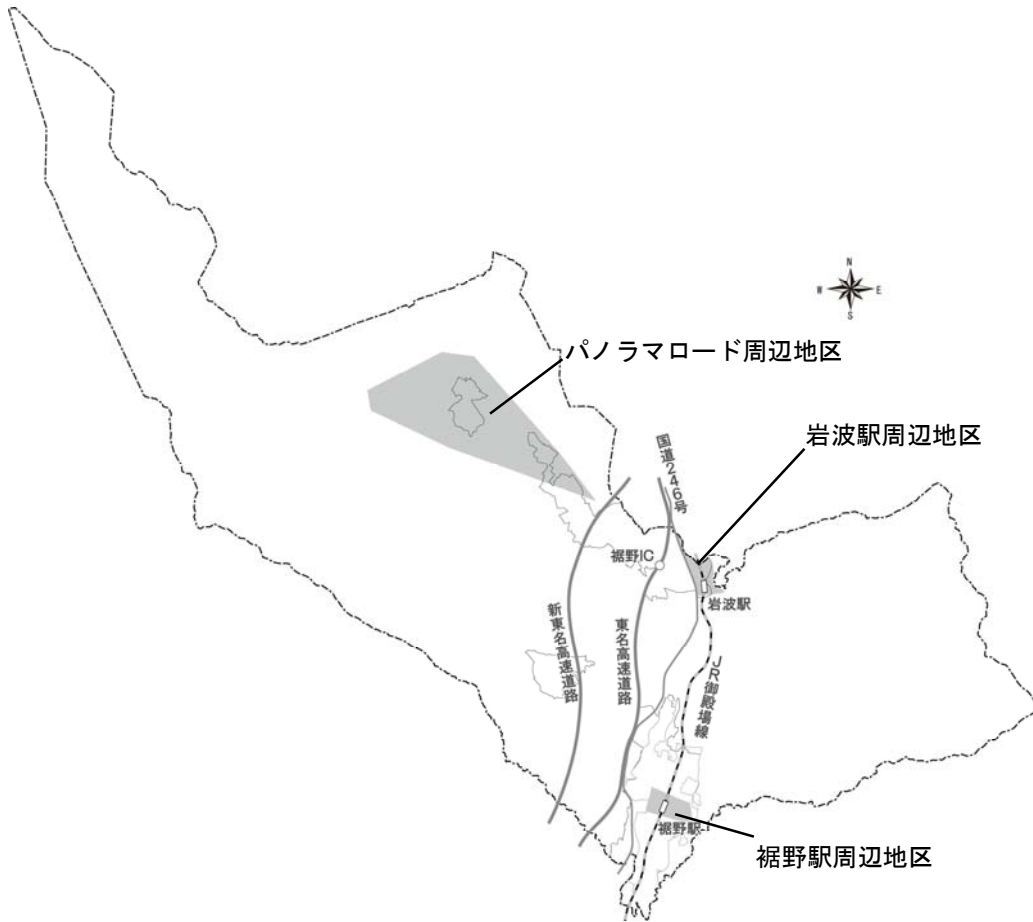 N
W
E
S
パノラマロード周辺地区
岩波駅周辺地区
国道246号
裾野IC
岩波駅
新東名高速道路
東名高速道路
JR御殿場線
裾野駅
裾野駅周辺地区